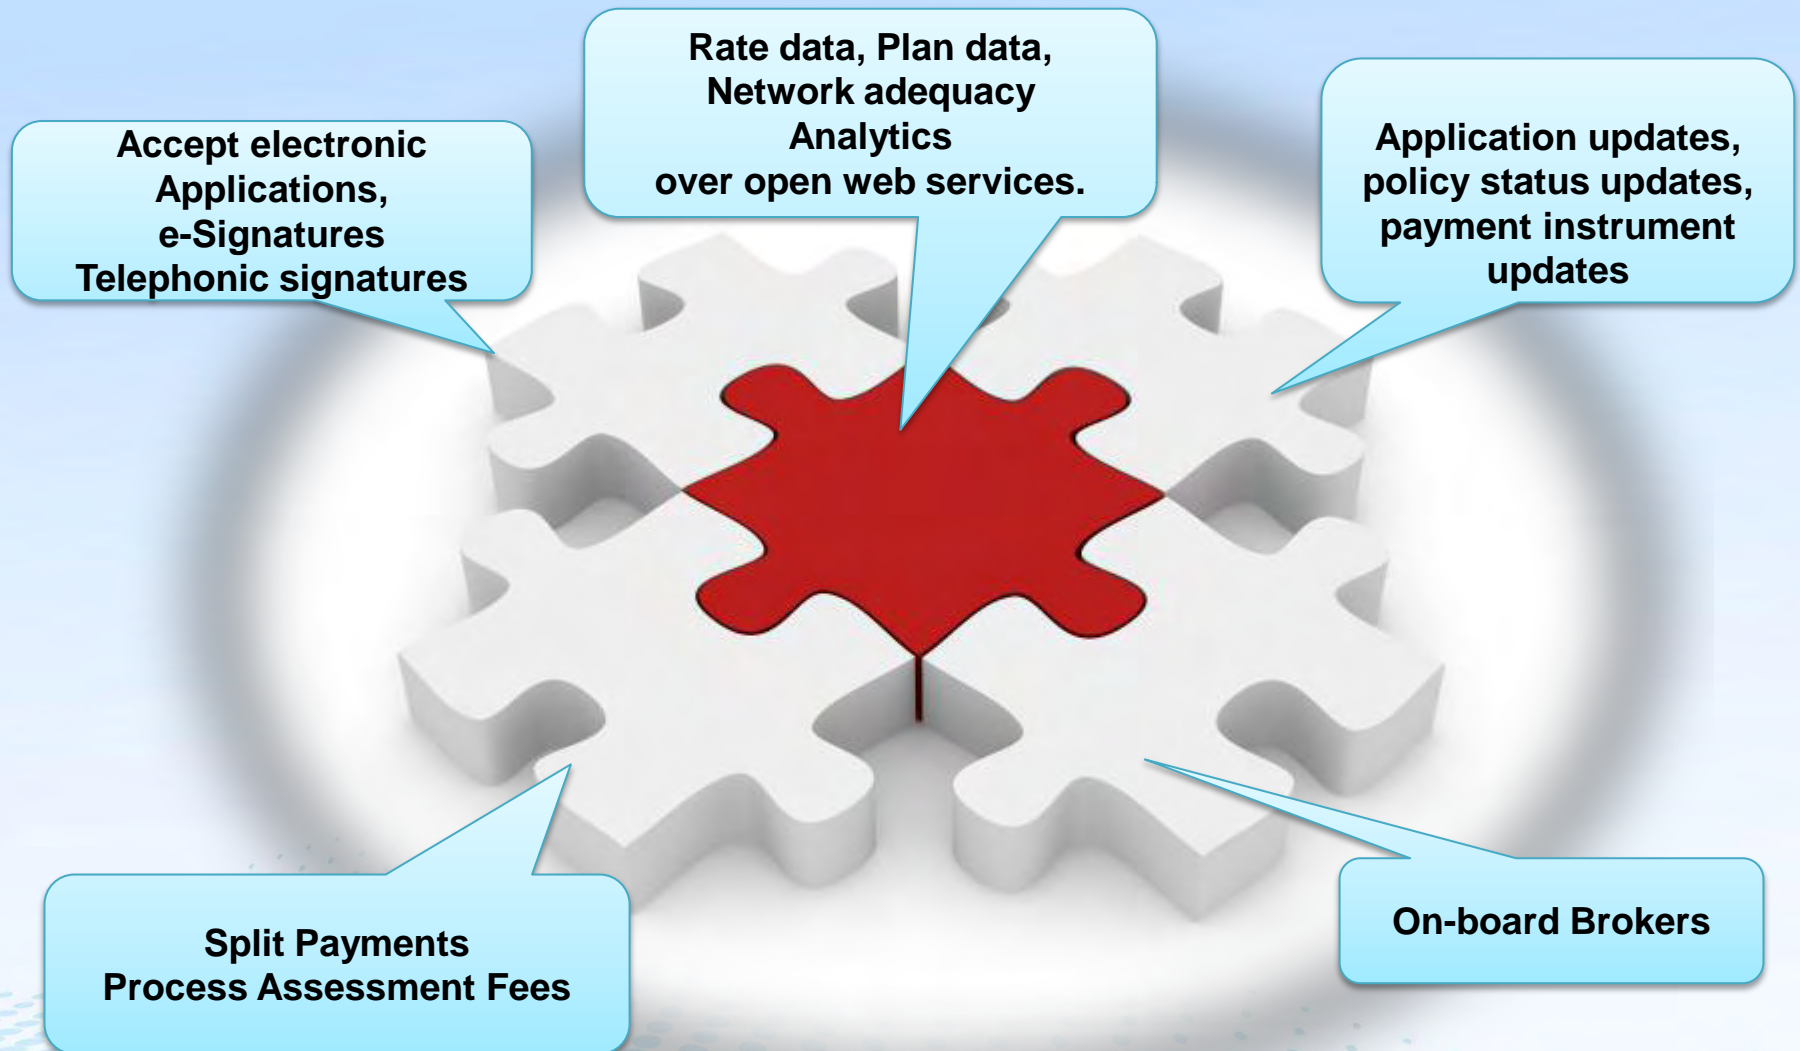 Rate data, Plan data,
Network adequacy
Analytics
over open web services.
Accept electronic
Applications,
e-Signatures
Telephonic signatures
Application updates,
policy status updates,
payment instrument
updates
Split Payments
Process Assessment Fees
On-board Brokers